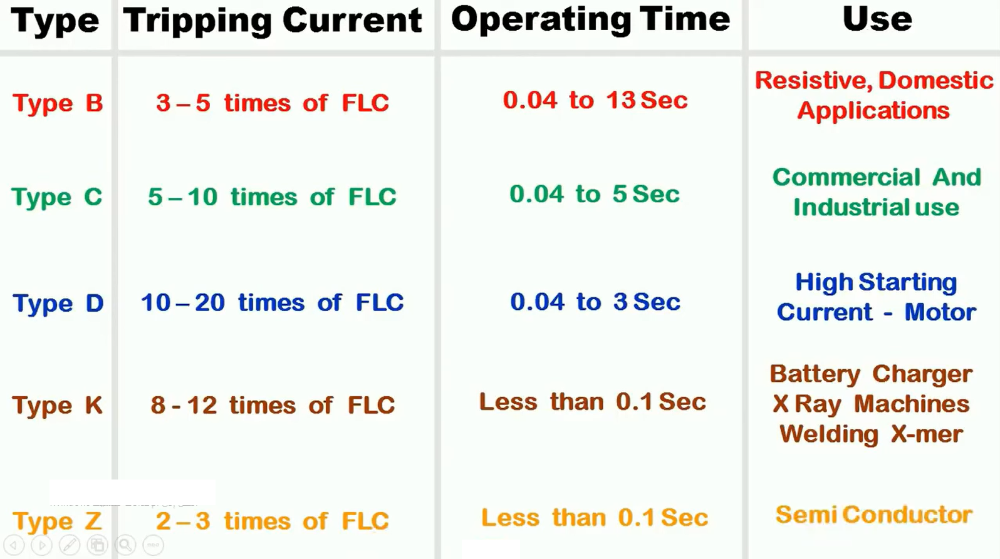 Type Tripping Current Operating Time Use
Type B 3 – 5 times of FLC 0.04 to 13 Sec Resistive, Domestic
Applications
Type C 5 – 10 times of FLC 0.04 to 5 Sec Commercial And
Industrial use
Type D 10 – 20 times of FLC 0.04 to 3 Sec High Starting
Current - Motor
Type K 8 - 12 times of FLC Less than 0.1 Sec Battery Charger
X Ray Machines
Welding X-mer
Type Z 2 – 3 times of FLC Less than 0.1 Sec Semi Conductor